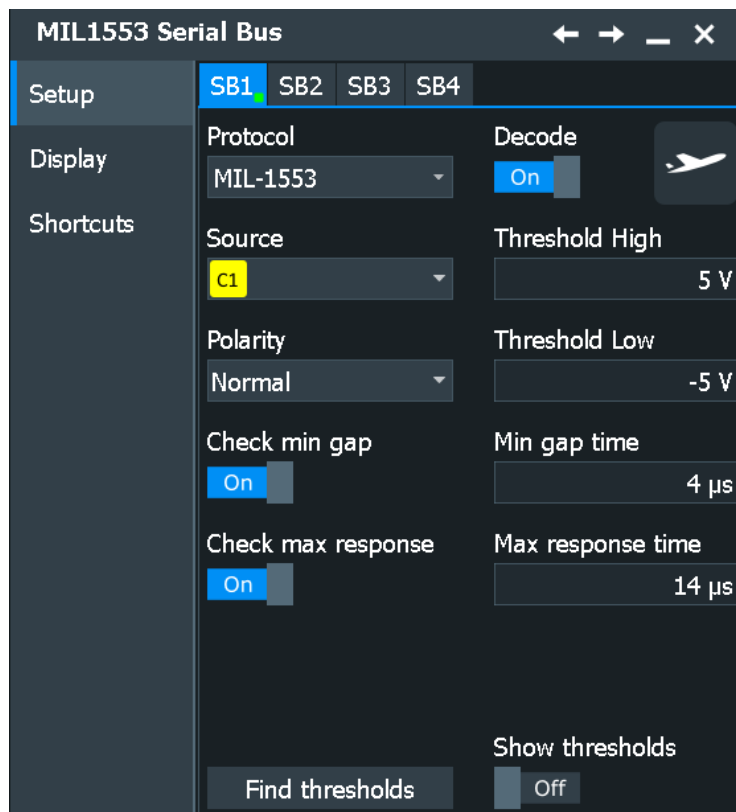 MIL1553 Serial Bus
Setup
Display
Shortcuts
SB1 SB2 SB3 SB4
Protocol Decode
MIL-1553 On
Source Threshold High
C1 5 V
Polarity Threshold Low
Normal -5 V
Check min gap Min gap time
On 4 µs
Check max response Max response time
On 14 µs
Show thresholds
Find thresholds Off